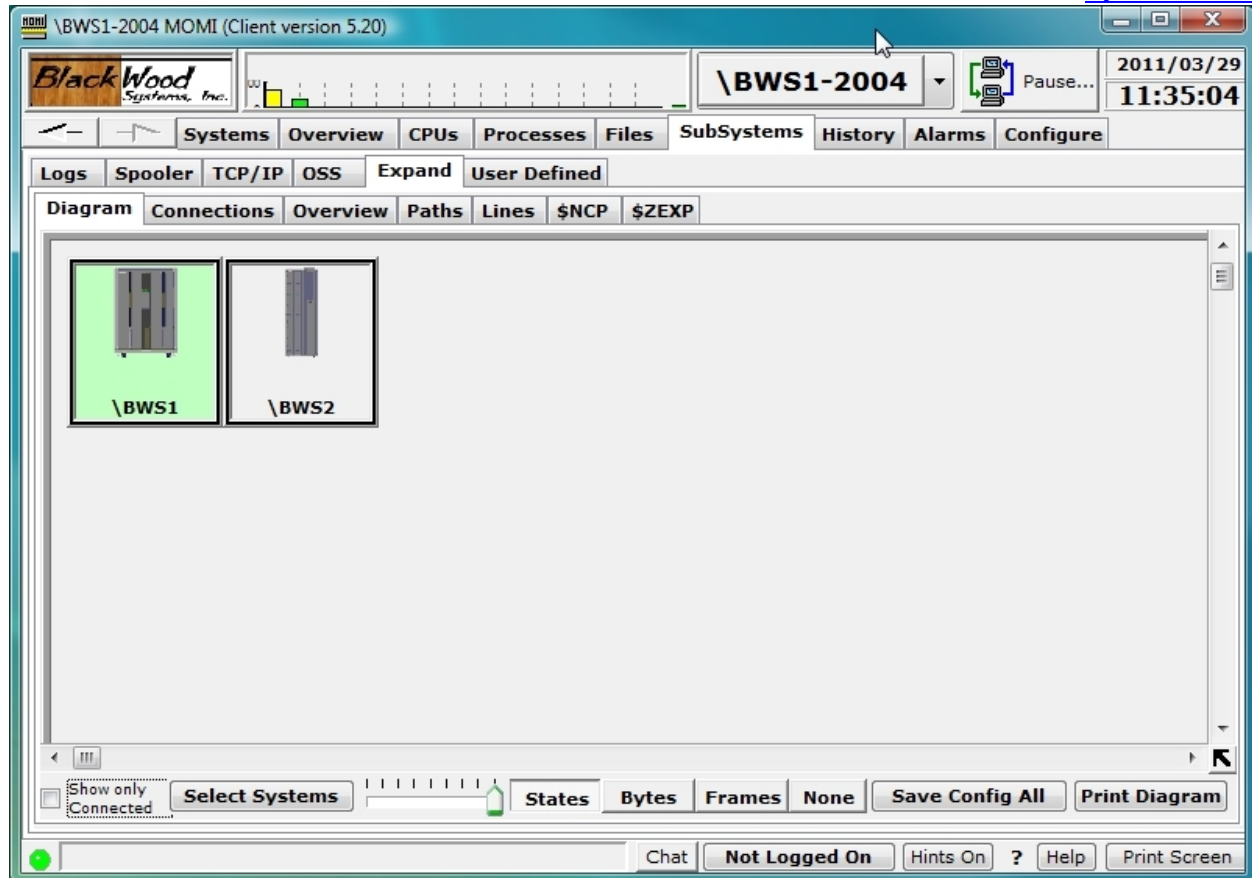 MOMI \BWS1-2004 MOMI (Client version 5.20)
BlackWood
Systems, Inc.
\BWS1-2004
Pause...
2011/03/29
11:35:04
Systems Overview CPUs Processes Files SubSystems History Alarms Configure
Logs Spooler TCP/IP OSS Expand User Defined
Diagram Connections Overview Paths Lines $NCP $ZEXP
\BWS1
\BWS2
Show only
Connected
Select Systems
States Bytes Frames None Save Config All Print Diagram
Chat Not Logged On Hints On ? Help Print Screen